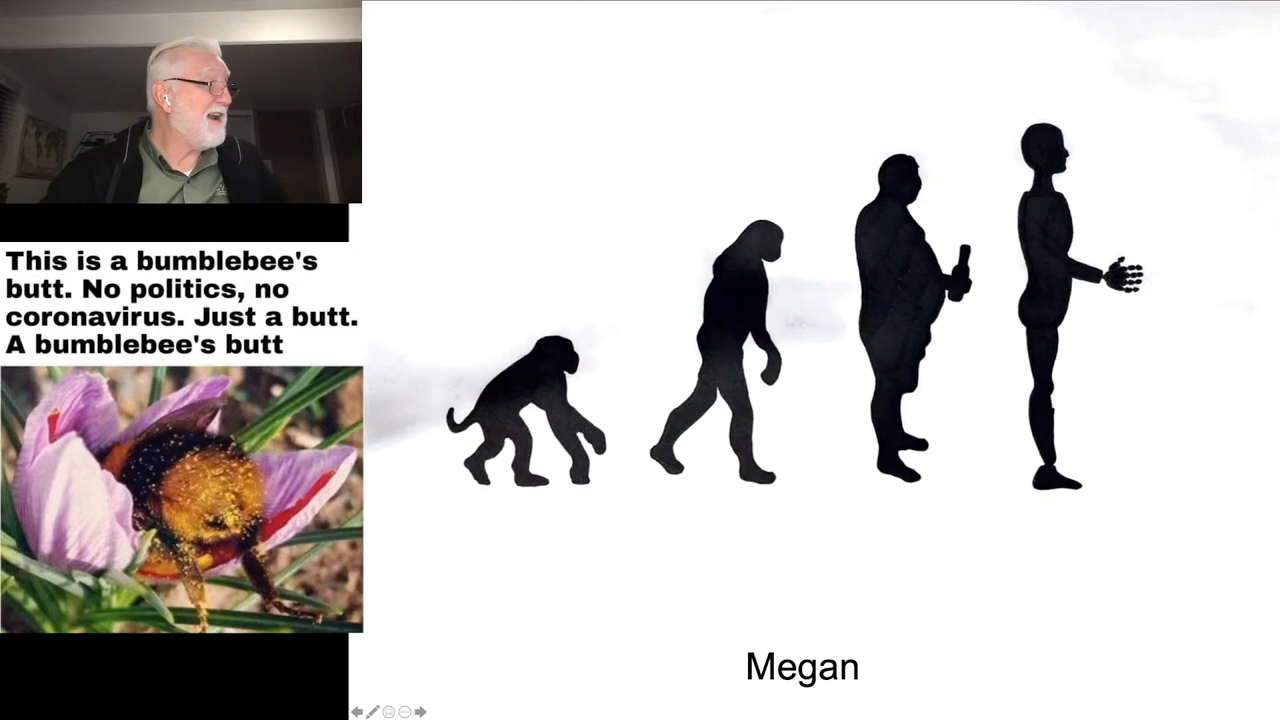 This is a bumblebee's
butt. No politics, no
coronavirus. Just a butt.
A bumblebee's butt
Megan